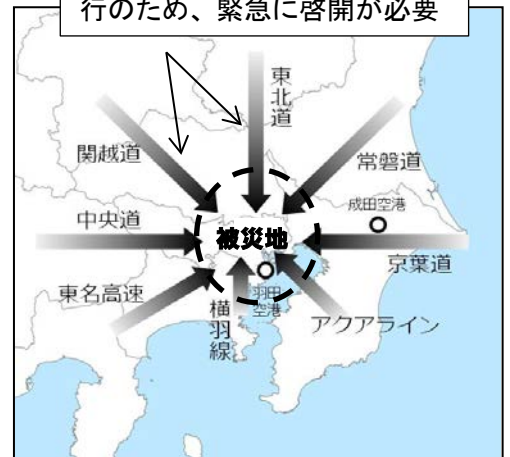 行のため、緊急に啓開が必要
東北道
関越道
常磐道
成田空港
中央道
被災地
京葉道
東名高速
羽田
空港
横羽線
アクアライン